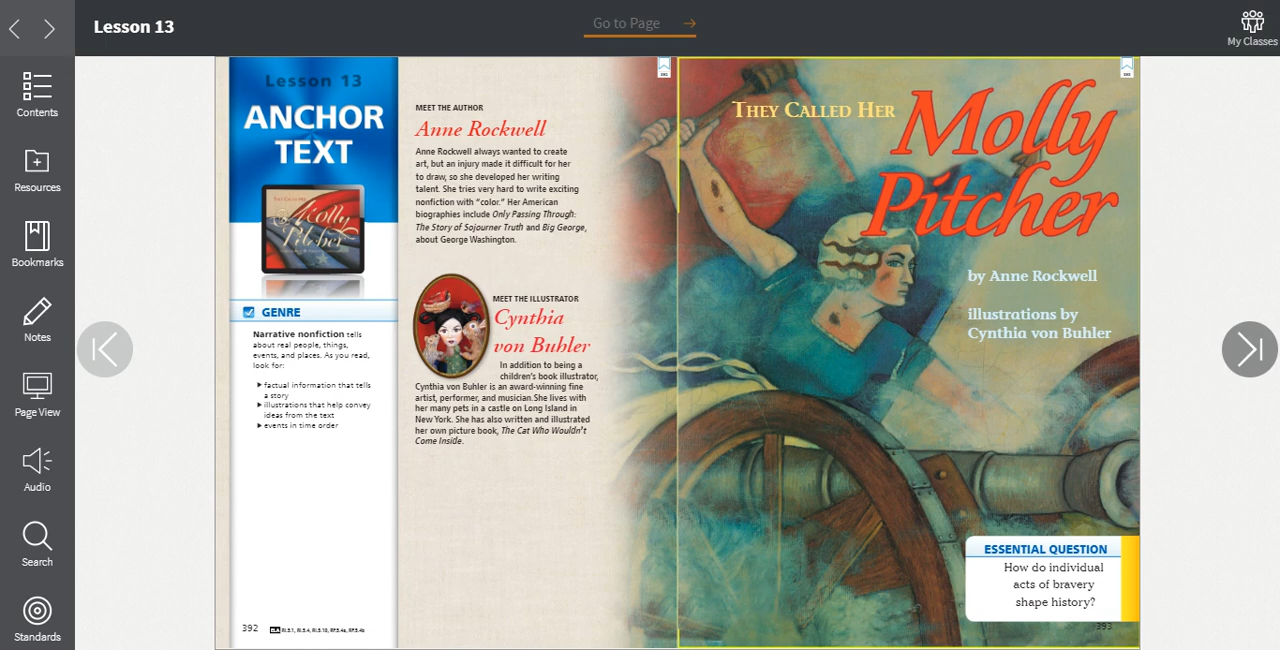 Lesson 13
Go to Page
My Classes
Contents
Resources
Bookmarks
Notes
Page View
Audio
Search
Standards
Lesson 13
ANCHOR
TEXT
THEY CALLED HER
Molly
Pitcher
GENRE
Narrative nonfiction tells
about real people, things,
events, and places. As you read,
look for:
factual information that tells
a story
illustrations that help convey
ideas from the text
events in time order
392
MEET THE AUTHOR
Anne Rockwell
Anne Rockwell always wanted to create
art, but an injury made it difficult for her
to draw, so she developed her writing
talent. She tries very hard to write exciting
nonfiction with “color.” Her American
biographies include Only Passing Through:
The Story of Sojourner Truth and Big George,
about George Washington.
MEET THE ILLUSTRATOR
Cynthia
von Buhler
In addition to being a
children's book illustrator,
Cynthia von Buhler is an award-winning fine
artist, performer, and musician.She lives with
her many pets in a castle on Long Island in
New York. She has also written and illustrated
her own picture book, The Cat Who Wouldn't
Come Inside.
THEY CALLED HER
Molly
Pitcher
by Anne Rockwell
illustrations by
Cynthia von Buhler
ESSENTIAL QUESTION
How do individual
acts of bravery
shape history?
393